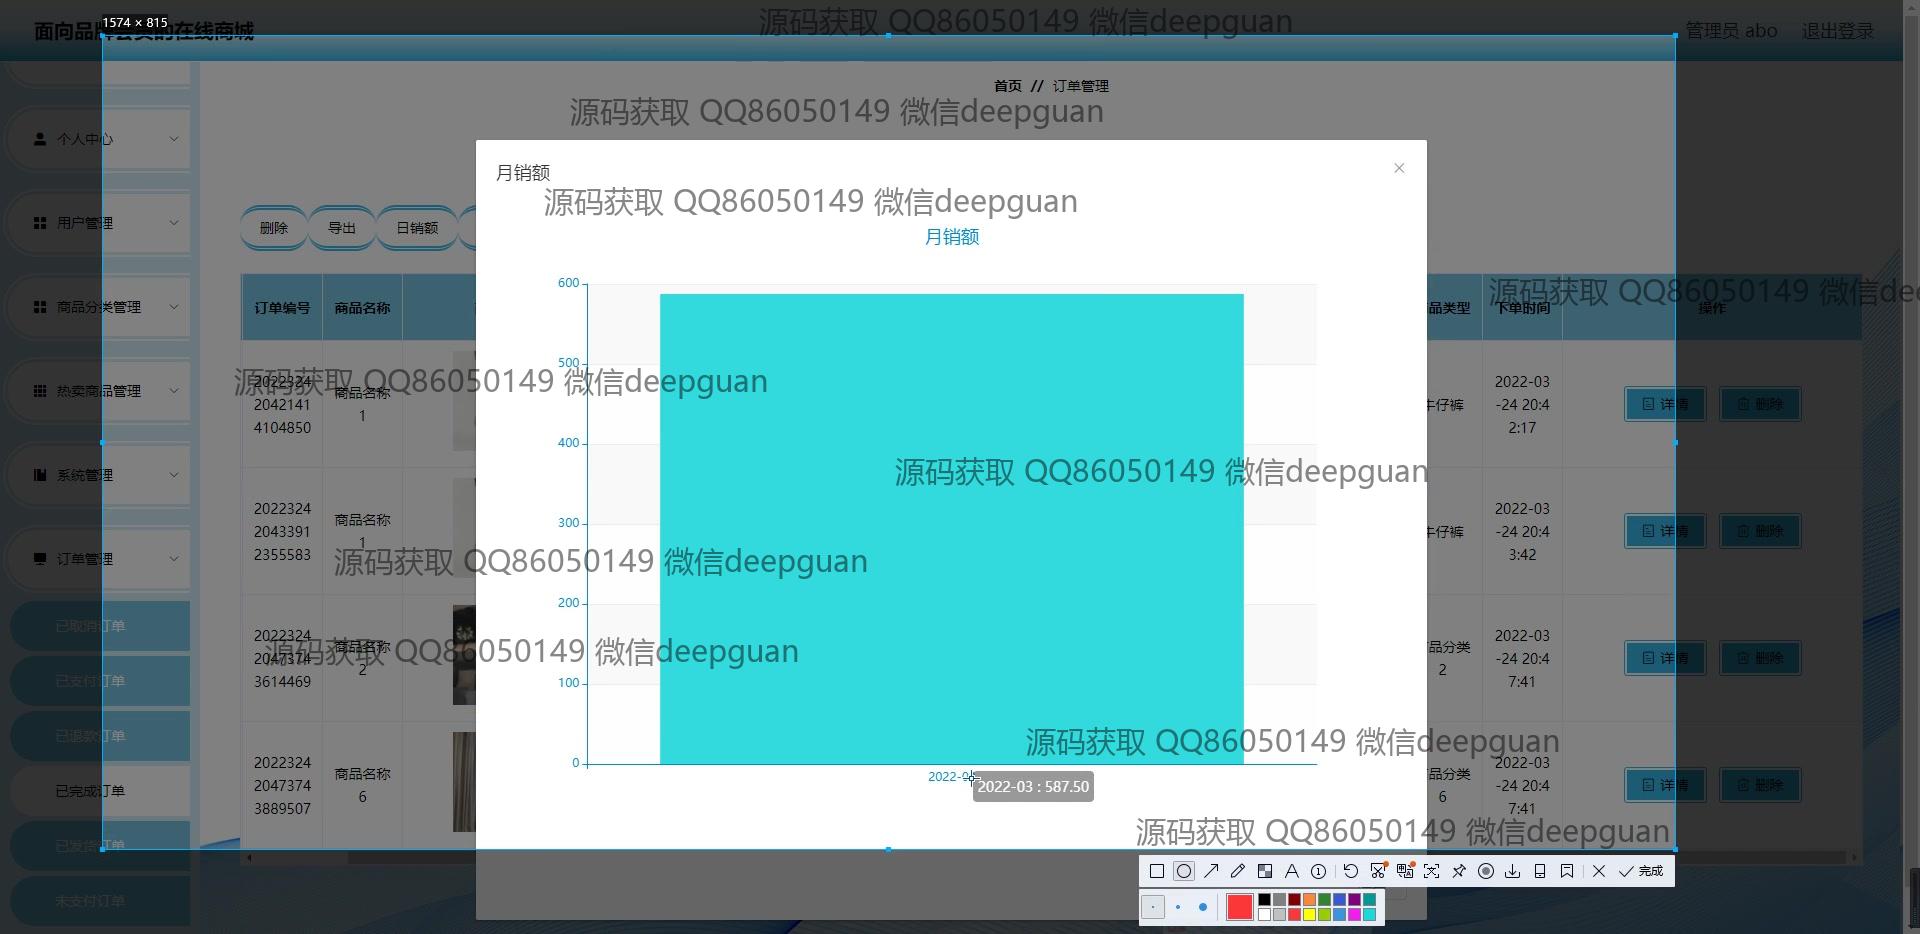 1574 × 815
面向品牌会员的在线商城
源码获取 QQ86050149 微信deepguan
管理员 abo
退出登录
首页 // 订单管理
源码获取 QQ86050149 微信deepguan
个人中心
用户管理
商品分类管理
热卖商品管理
系统管理
订单管理
已取消订单
已支付订单
已退款订单
已完成订单
已发货订单
未支付订单
删除
导出
日销额
月销额
源码获取 QQ86050149 微信deepguan
月销额
600
500
400
300
200
100
0
2022-03 : 587.50
订单编号
商品名称
品类型
下单时间
操作
源码获取 QQ86050149 微信dee
2022324
2042141
4104850
商品名称
1
牛仔裤
2022-03
-24 20:4
2:17
详情
删除
源码获取 QQ86050149 微信deepguan
源码获取 QQ86050149 微信deepguan
2022324
2043391
2355583
商品名称
1
牛仔裤
2022-03
-24 20:4
3:42
详情
删除
源码获取 QQ86050149 微信deepguan
2022324
2047374
3614469
商品名称
2
品分类
2
2022-03
-24 20:4
7:41
详情
删除
源码获取 QQ86050149 微信deepguan
源码获取 QQ86050149 微信deepguan
2022324
2047374
3889507
商品名称
6
品分类
6
2022-03
-24 20:4
7:41
详情
删除
源码获取 QQ86050149 微信deepguan
完成